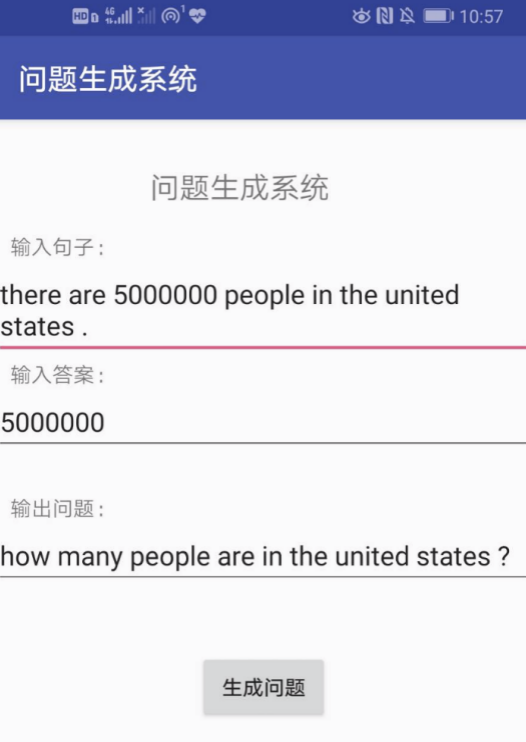 HD 4G 1 10:57
问题生成系统
问题生成系统
输入句子:
there are 5000000 people in the united
states .
输入答案:
5000000
输出问题:
how many people are in the united states ?
生成问题